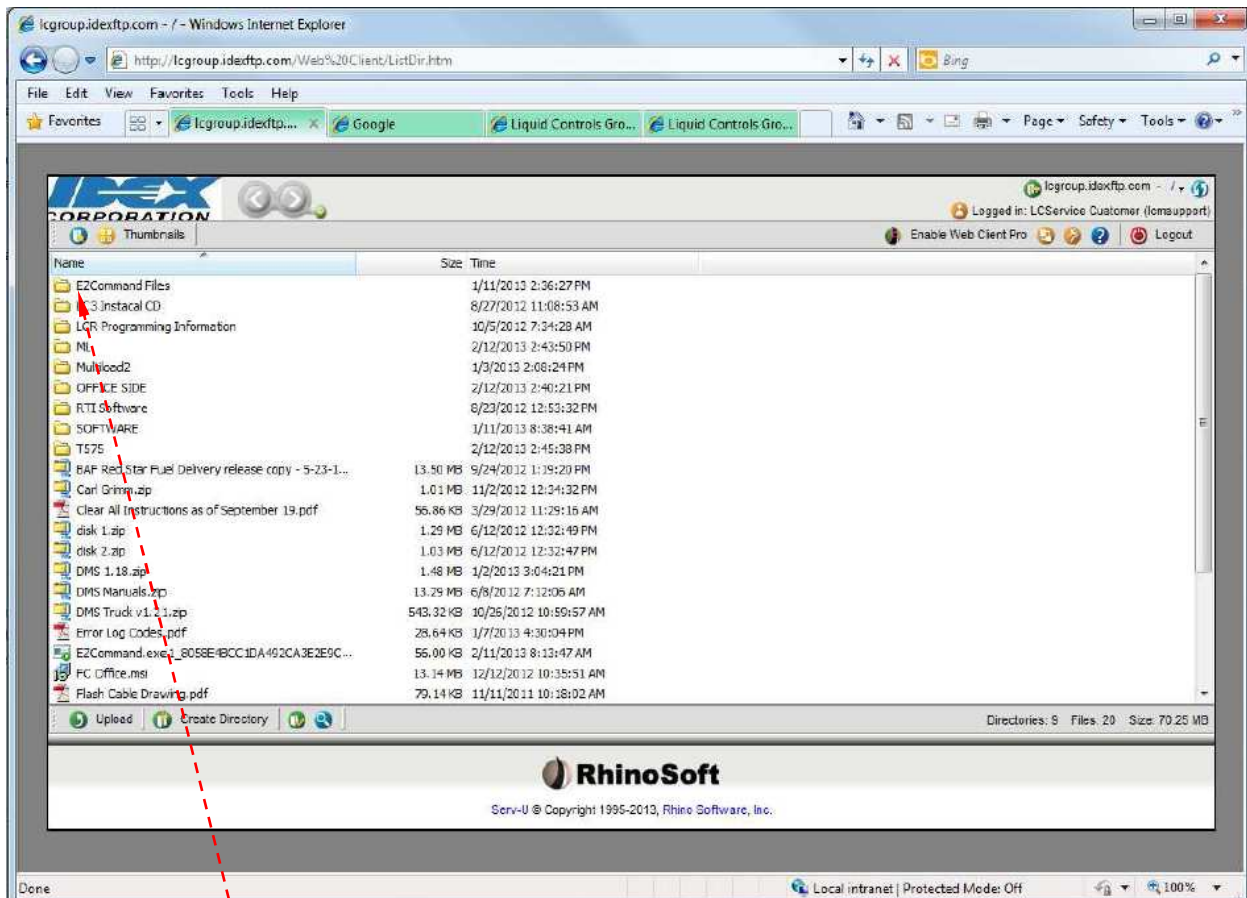 lcgroup.idexftp.com - / - Windows Internet Explorer
http://lcgroup.idexftp.com/Web%20Client/ListDir.htm
Bing
File Edit View Favorites Tools Help
Favorites lcgroup.idexftp.... Google Liquid Controls Gro... Liquid Controls Gro... Page Safety Tools
IDEX CORPORATION
lcgroup.idexftp.com - /
Logged in: LCService Customer (lcmsupport)
Thumbnails Enable Web Client Pro Logout
Name Size Time
EZCommand Files 1/11/2013 2:36:27 PM
Instacal CD 8/27/2012 11:08:53 AM
LCR Programming Information 10/5/2012 7:34:28 AM
ML 2/12/2013 2:43:50 PM
Multiload2 1/3/2013 2:08:24 PM
OFFICE SIDE 2/12/2013 2:40:21 PM
RTI Software 8/23/2012 12:53:32 PM
SOFTWARE 1/11/2013 8:38:41 AM
T575 2/12/2013 2:45:38 PM
BAF Red Star Fuel Delivery release copy - 5-23-1... 13.50 MB 9/24/2012 1:19:20 PM
Carl Grimm.zip 1.01 MB 11/2/2012 12:34:32 PM
Clear All Instructions as of September 19.pdf 56.86 KB 3/29/2012 11:29:16 AM
disk 1.zip 1.29 MB 6/12/2012 12:32:49 PM
disk 2.zip 1.03 MB 6/12/2012 12:32:47 PM
DMS 1.18.zip 1.48 MB 1/2/2013 3:04:21 PM
DMS Manuals.zip 13.29 MB 6/8/2012 7:12:06 AM
DMS Truck v1.21.zip 543.32 KB 10/26/2012 10:59:57 AM
Error Log Codes.pdf 28.64 KB 1/7/2013 4:30:04 PM
EZCommand.exe1_8058E4BCC1DA492CA3E2E9C... 56.00 KB 2/11/2013 8:13:47 AM
FC Office.msi 13.14 MB 12/12/2012 10:35:51 AM
Flash Cable Drawing.pdf 79.14 KB 11/11/2011 10:18:02 AM
Upload Create Directory Directories: 9 Files: 20 Size: 70.25 MB
RhinoSoft
Serv-U © Copyright 1995-2013, Rhino Software, Inc.
Done Local intranet | Protected Mode: Off 100%